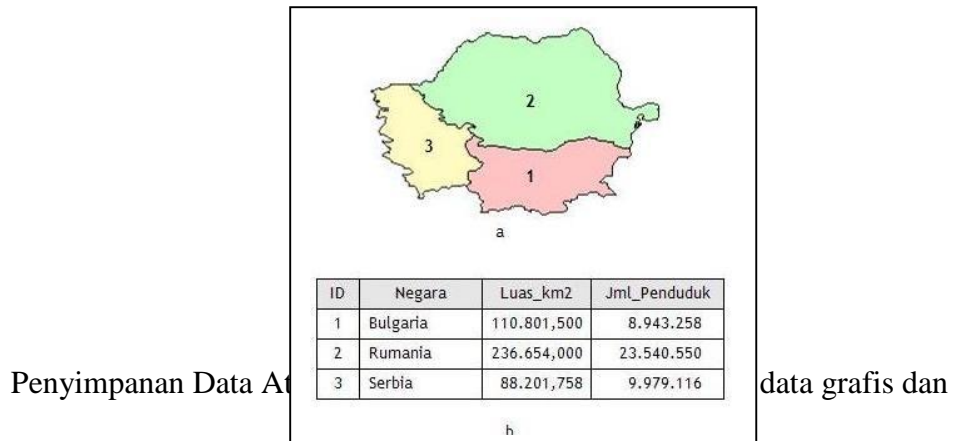 2
3
1
a
ID Negara Luas_km2 Jml_Penduduk
1 Bulgaria 110.801,500 8.943.258
2 Rumania 236.654,000 23.540.550
3 Serbia 88.201,758 9.979.116
Penyimpanan Data At data grafis dan